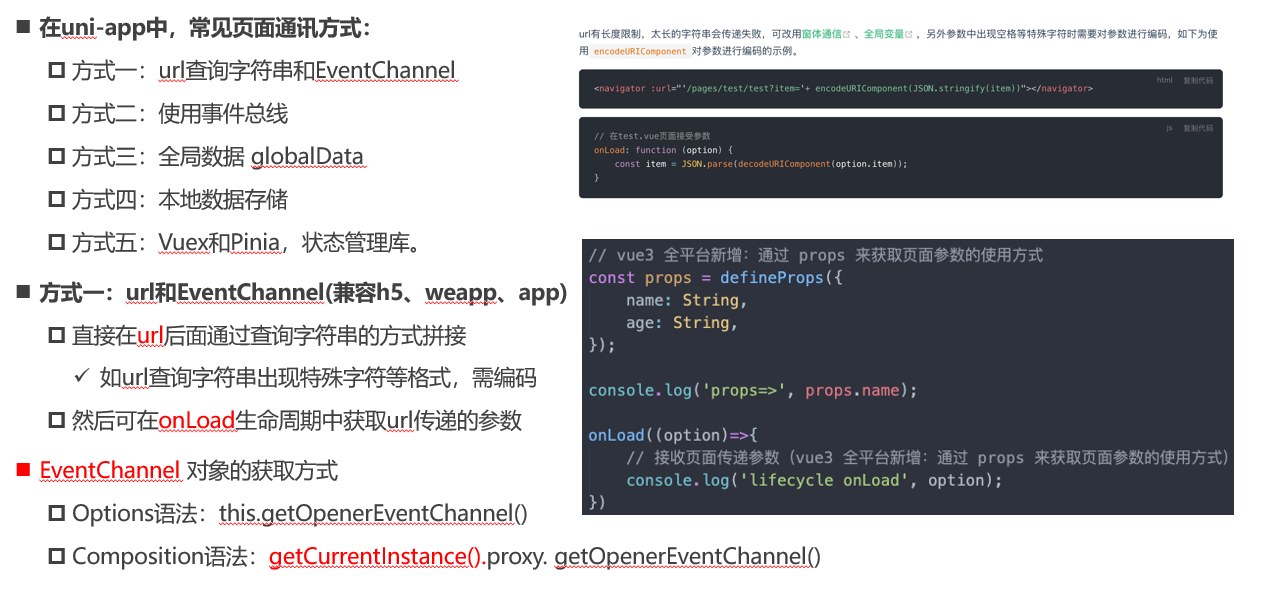 在uni-app中，常见页面通讯方式：
方式一：url查询字符串和EventChannel
方式二：使用事件总线
方式三：全局数据 globalData
方式四：本地数据存储
方式五：Vuex和Pinia，状态管理库。
方式一：url和EventChannel(兼容h5、weapp、app)
直接在url后面通过查询字符串的方式拼接
✓ 如url查询字符串出现特殊字符等格式，需编码
然后可在onLoad生命周期中获取url传递的参数
EventChannel 对象的获取方式
Options语法：this.getOpenerEventChannel()
Composition语法：getCurrentInstance().proxy. getOpenerEventChannel()
url有长度限制，太长的字符串会传递失败，可改用窗体通信、全局变量，另外参数中出现空格等特殊字符时需要对参数进行编码，如下为使
用 encodeURIComponent 对参数进行编码的示例。
html 复制代码
<navigator :url="'/pages/test/test?item='+ encodeURIComponent(JSON.stringify(item))"></navigator>
js 复制代码
// 在test.vue页面接受参数
onLoad: function (option) {
const item = JSON.parse(decodeURIComponent(option.item));
}
// vue3 全平台新增：通过 props 来获取页面参数的使用方式
const props = defineProps({
name: String,
age: String,
});
console.log('props=>', props.name);
onLoad((option)=>{
// 接收页面传递参数（vue3 全平台新增：通过 props 来获取页面参数的使用方式）
console.log('lifecycle onLoad', option);
})